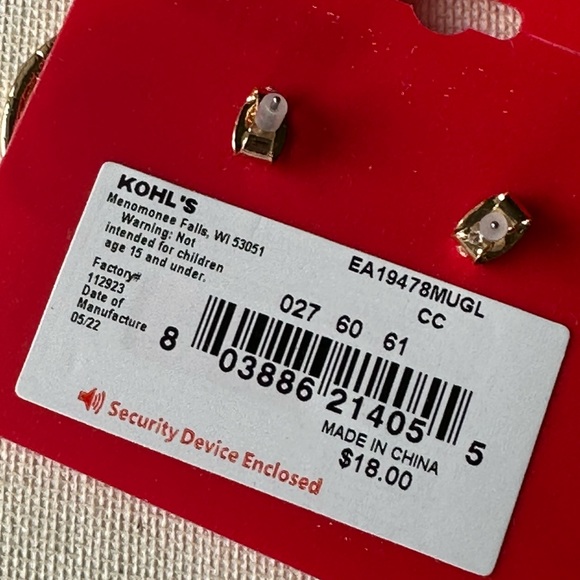 KOHL'S
Menomonee Falls, WI 53051
Warning: Not
intended for children
age 15 and under.
Factory#
112923
Date of
Manufacture
05/22
EA19478MUGL
CC
027 60 61
8 03886 21405 5
MADE IN CHINA
$18.00
Security Device Enclosed